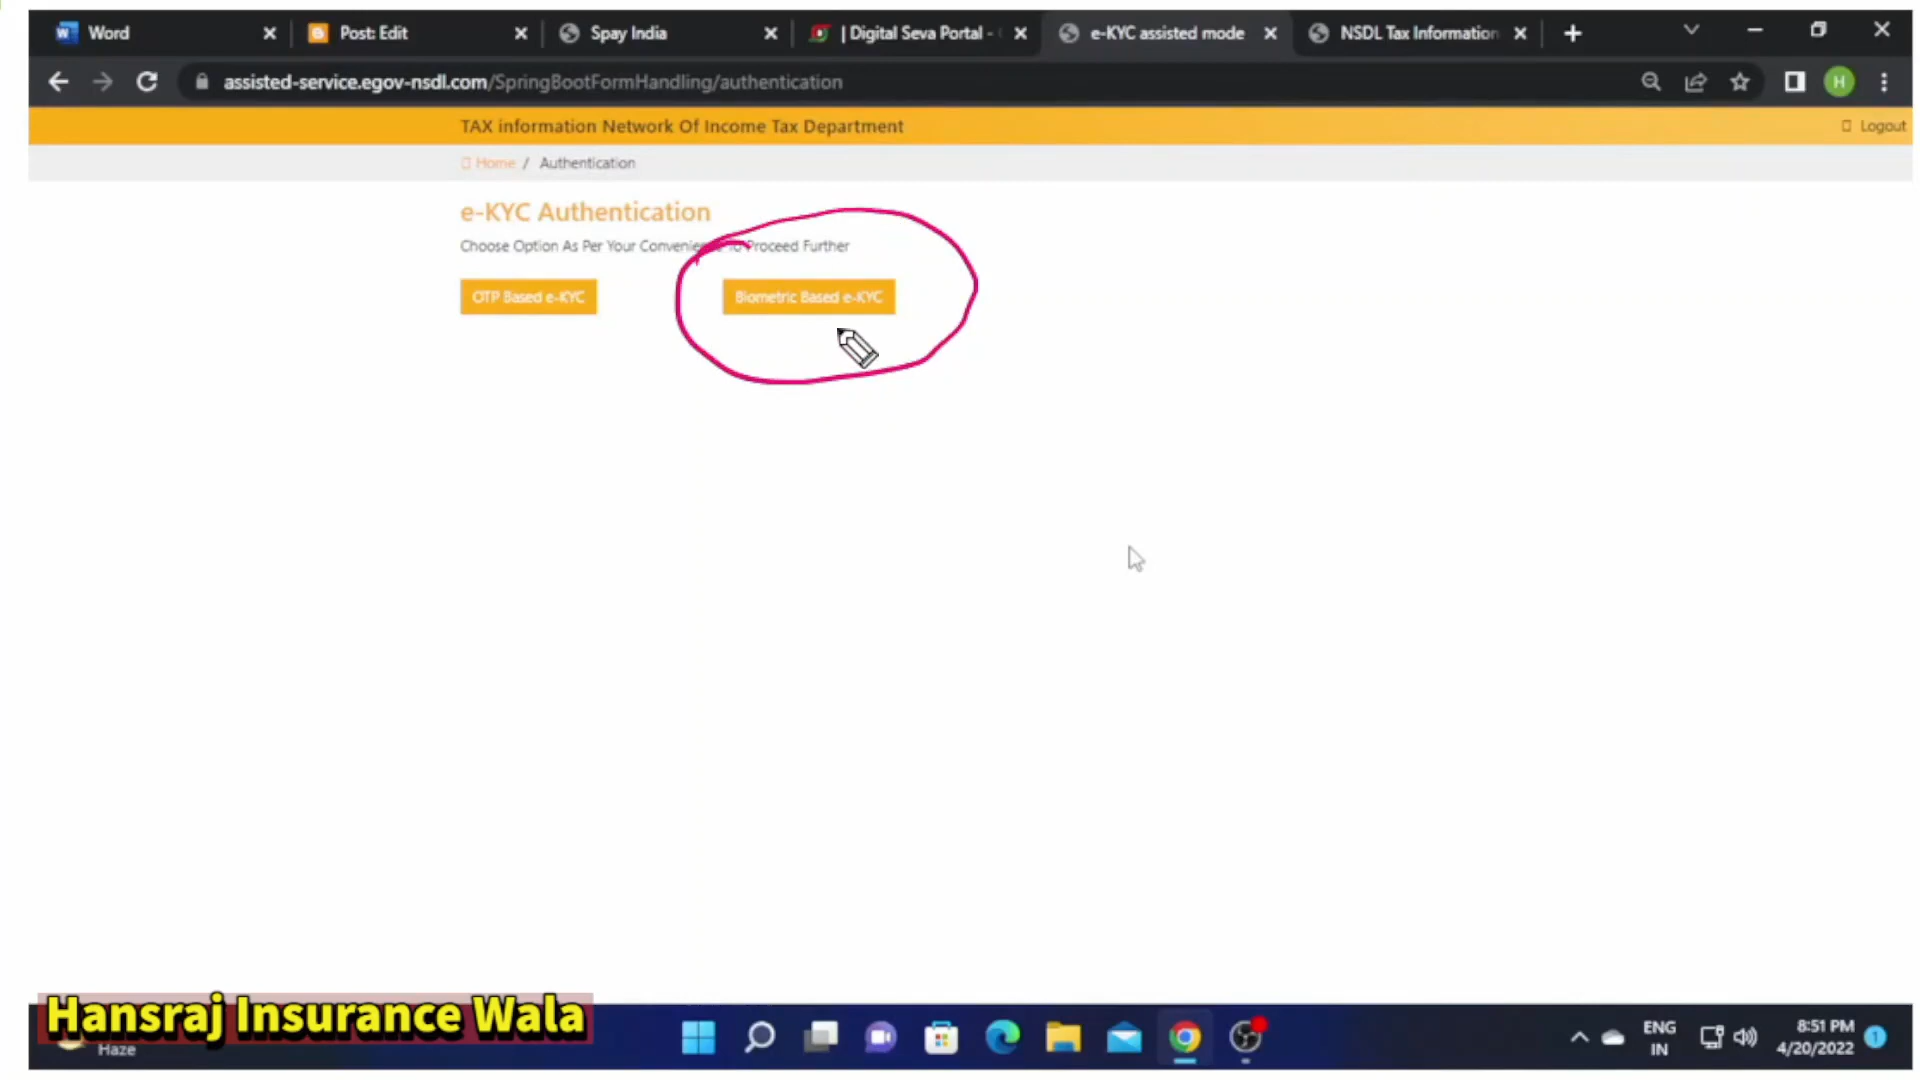 Word
Post: Edit
Spay India
| Digital Seva Portal -
e-KYC assisted mode
NSDL Tax Information
assisted-service.egov-nsdl.com/SpringBootFormHandling/authentication
H
TAX information Network Of Income Tax Department
Logout
Home / Authentication
e-KYC Authentication
Choose Option As Per Your Convenience To Proceed Further
OTP Based e-KYC
Biometric Based e-KYC
Hansraj Insurance Wala
Haze
ENG
IN
8:51 PM
4/20/2022
1